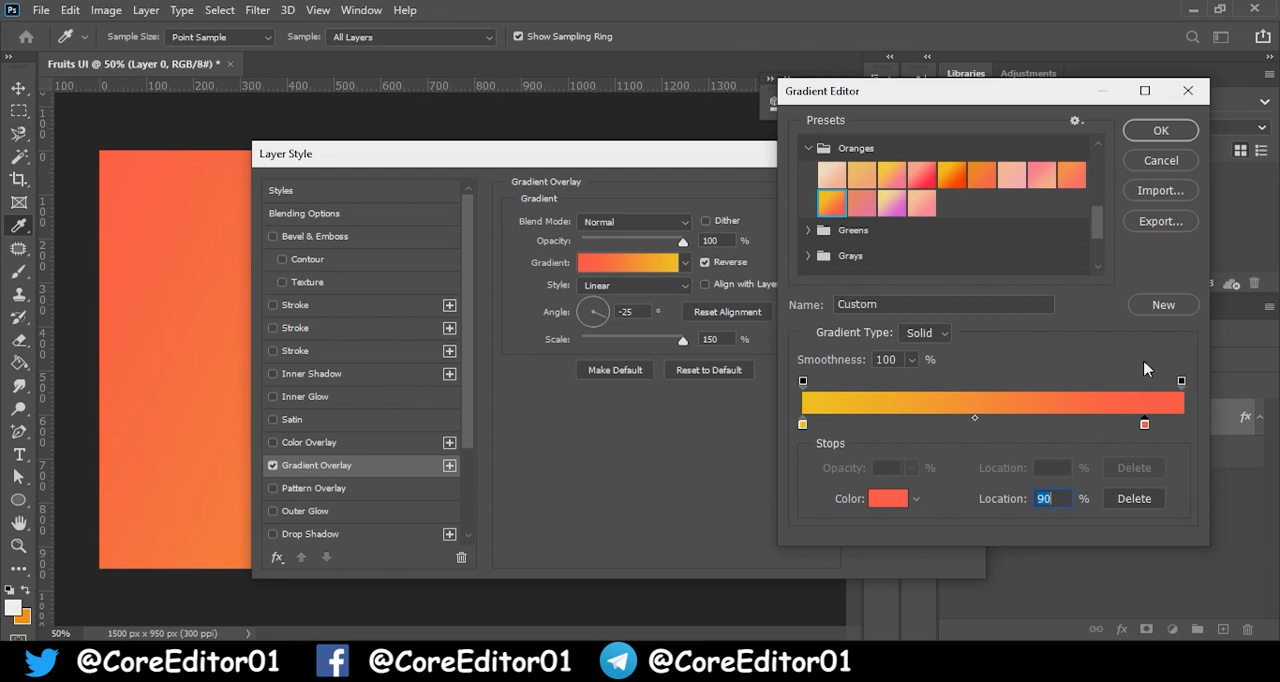 Ps File Edit Image Layer Type Select Filter 3D View Window Help
Sample Size: Point Sample Sample: All Layers Show Sampling Ring
Fruits UI @ 50% (Layer 0, RGB/8#) *
100 0 100 200 300 400 500 600 700 800 900 1000 1100 1200 1300
Libraries Adjustments
Layer Style
Styles
Blending Options
Bevel & Emboss
Contour
Texture
Stroke
Stroke
Stroke
Inner Shadow
Inner Glow
Satin
Color Overlay
Gradient Overlay
Pattern Overlay
Outer Glow
Drop Shadow
fx
Gradient Overlay
Gradient
Blend Mode: Normal Dither
Opacity: 100 %
Gradient: Reverse
Style: Linear Align with Laye
Angle: -25 ° Reset Alignment
Scale: 150 %
Make Default Reset to Default
Gradient Editor
Presets
Oranges
Greens
Grays
OK
Cancel
Import...
Export...
Name: Custom New
Gradient Type: Solid
Smoothness: 100 %
Stops
Opacity: % Location: % Delete
Color: Location: 90 % Delete
fx
50% 1500 px x 950 px (300 ppi)
fx
@CoreEditor01 @CoreEditor01 @CoreEditor01